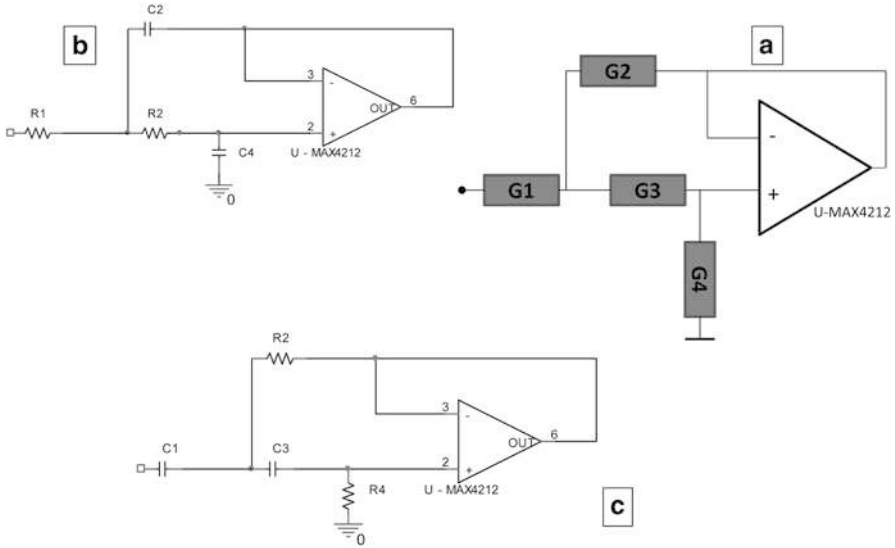 b
C2
3
-
OUT
6
R1
R2
2
+
C4
U - MAX4212
0
a
G2
-
G1
G3
+
U-MAX4212
G4
R2
3
-
OUT
6
C1
C3
2
+
R4
U - MAX4212
0
c